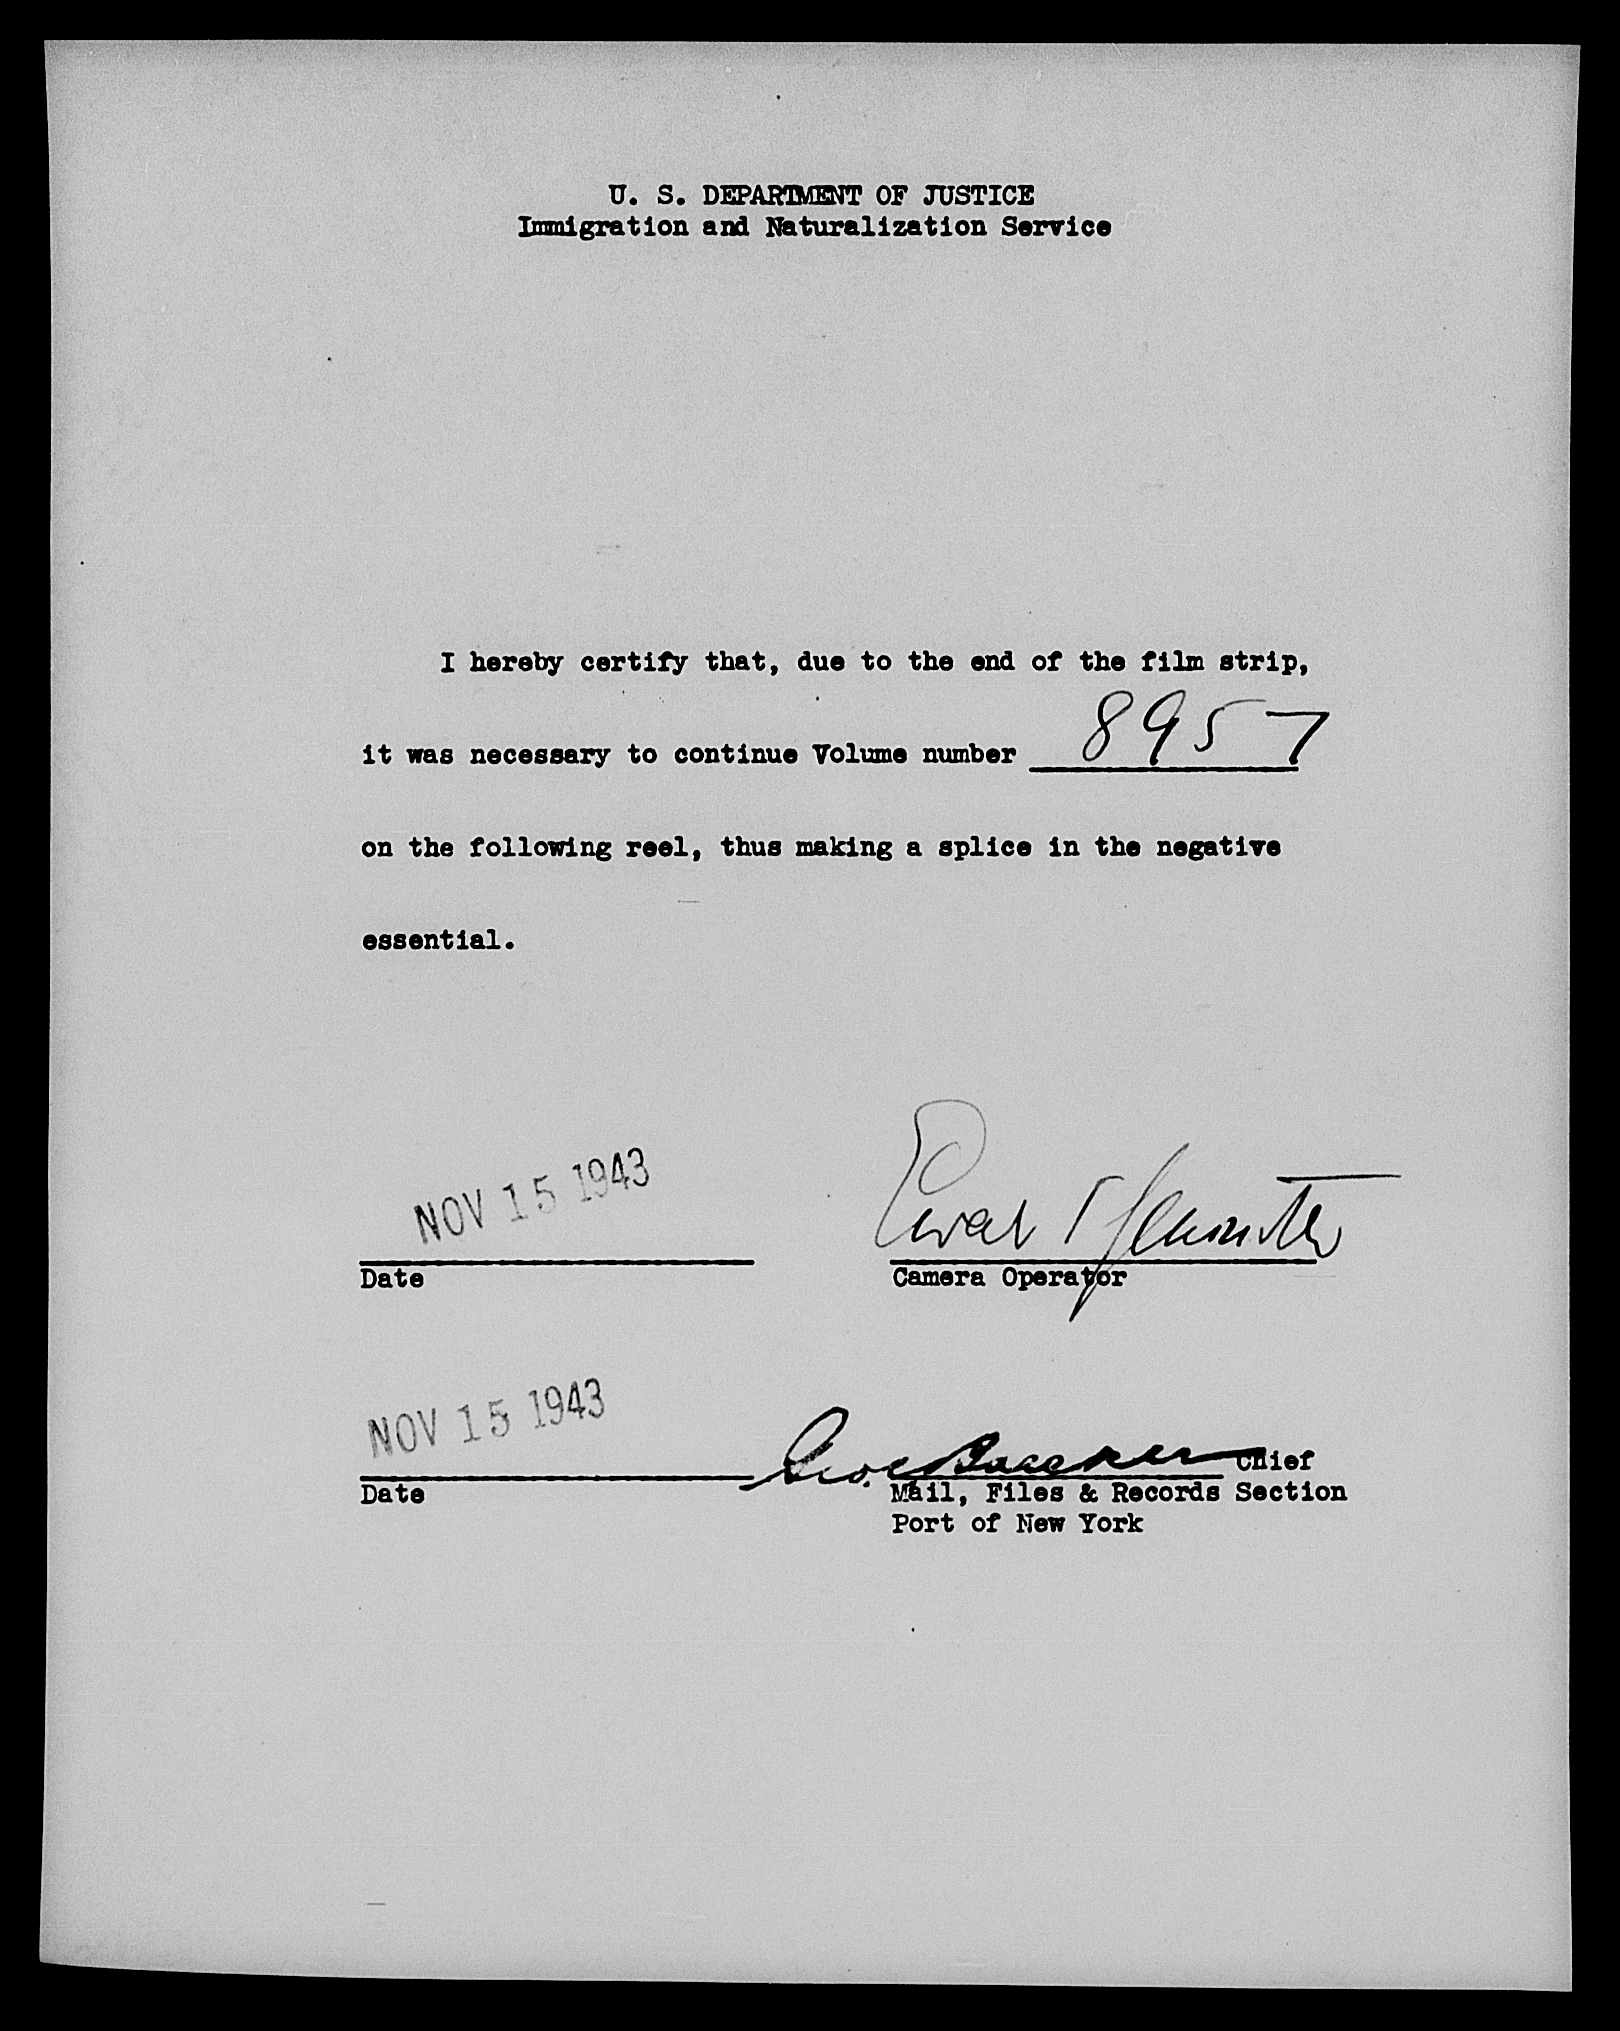 U. S. DEPARTMENT OF JUSTICE
Immigration and Naturalization Service
I hereby certify that, due to the end of the film strip,
it was necessary to continue Volume number 8957
on the following reel, thus making a splice in the negative
essential.
NOV 15 1943
Date
Camera Operator
NOV 15 1943
Geo. Chief
Date
Mail, Files & Records Section
Port of New York